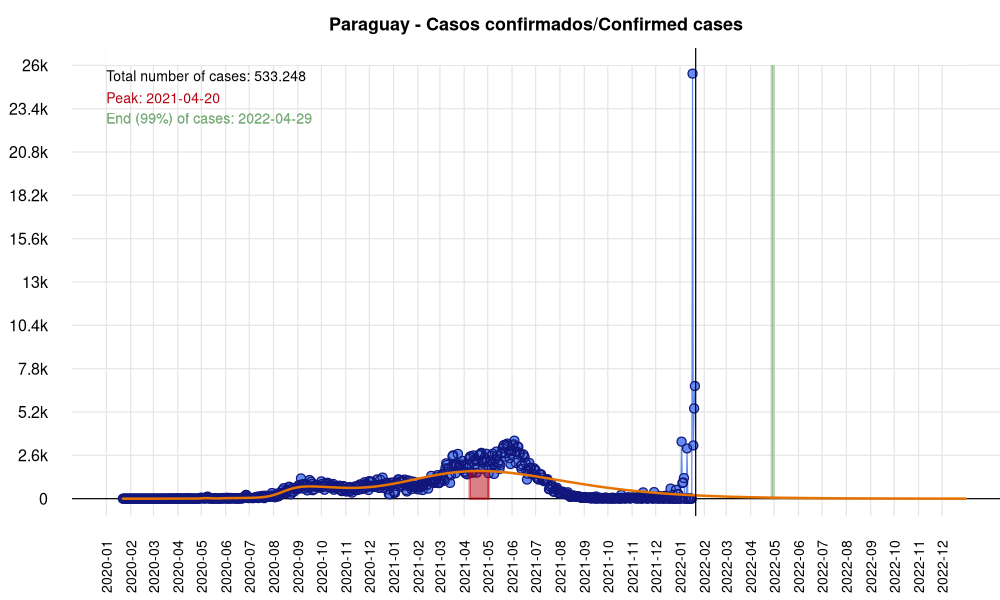 Paraguay - Casos confirmados/Confirmed cases
26k
Total number of cases: 533.248
Peak: 2021-04-20
23.4k
End (99%) of cases: 2022-04-29
20.8k
18.2k
15.6k
13k
10.4k
7.8k
5.2k
2.6k
0
2020-01
2020-02
2020-03
2020-04
2020-05
2020-06
2020-07
2020-08
2020-09
2020-10
2020-11
2020-12
2021-01
2021-02
2021-03
2021-04
2021-05
2021-06
2021-07
2021-08
2021-09
2021-10
2021-11
2021-12
2022-01
2022-02
2022-03
2022-04
2022-05
2022-06
2022-07
2022-08
2022-09
2022-10
2022-11
2022-12